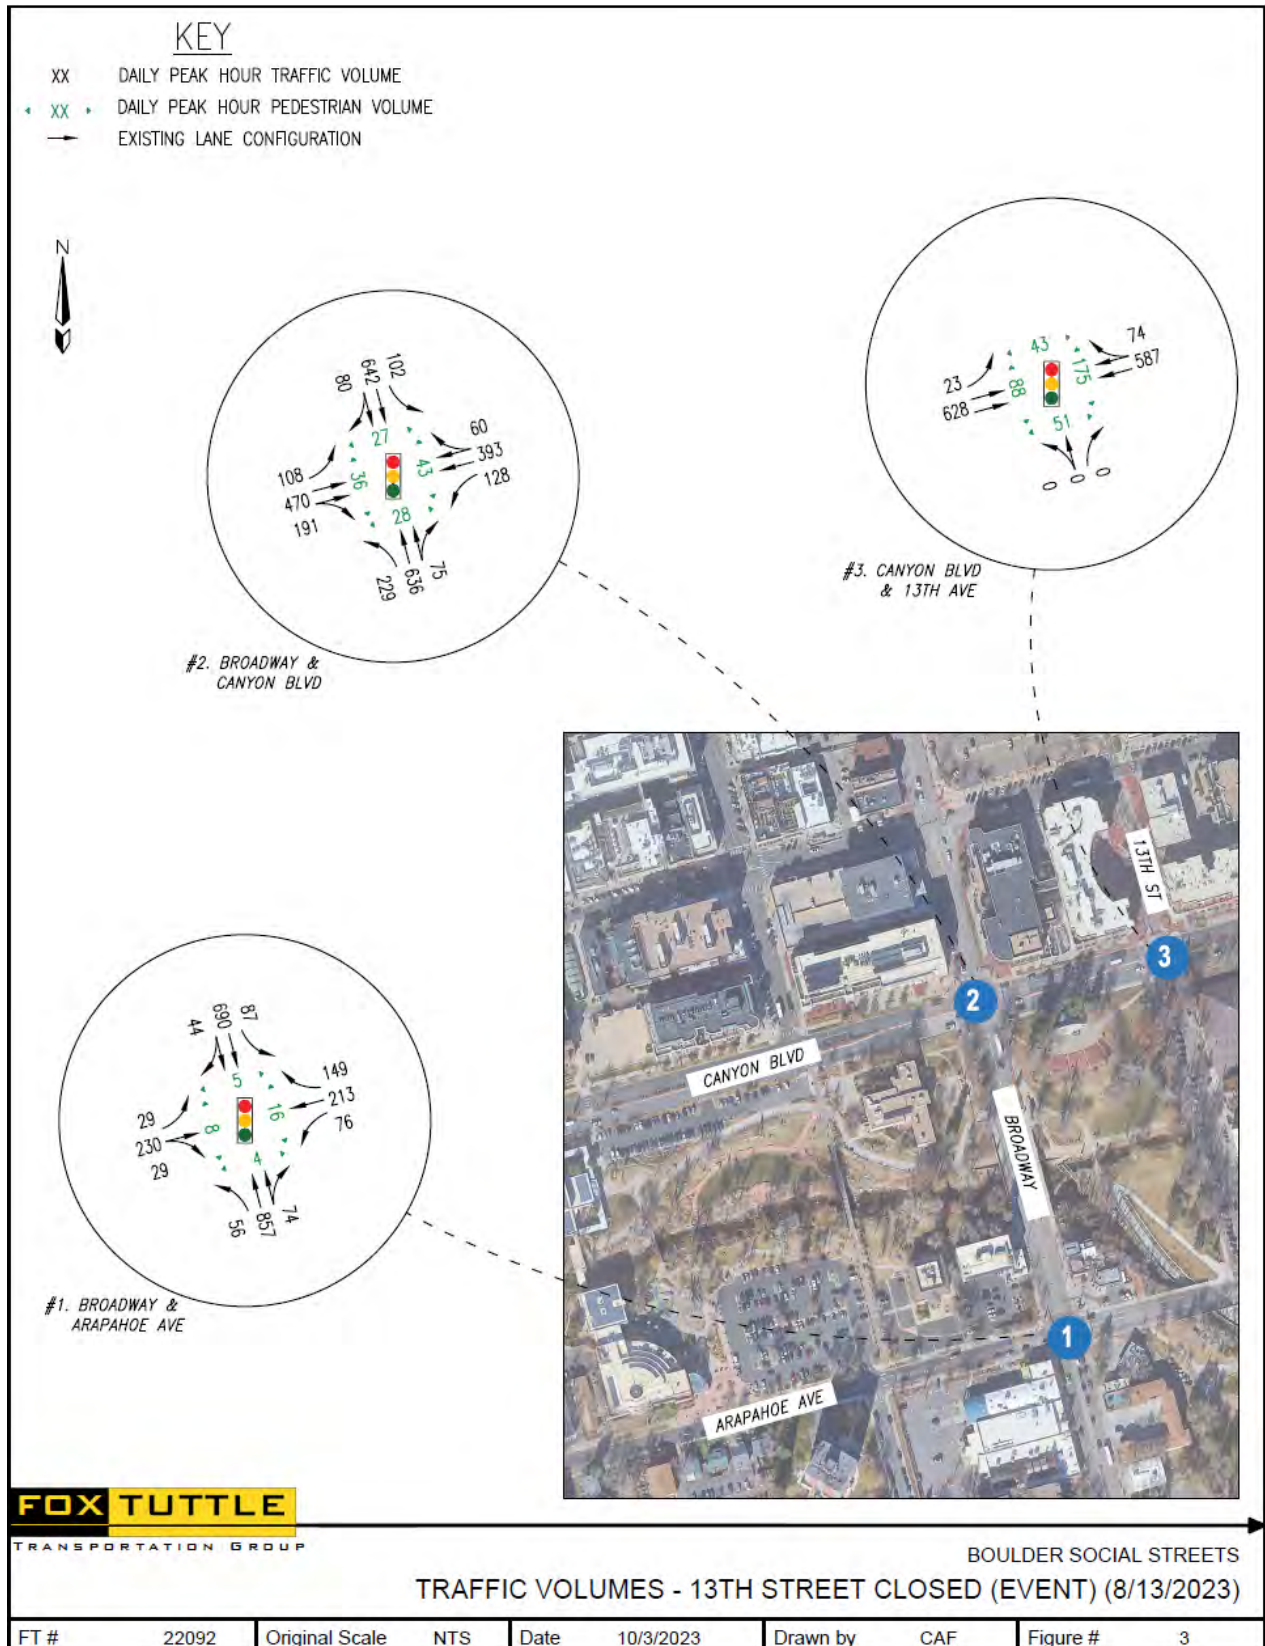 KEY
XX DAILY PEAK HOUR TRAFFIC VOLUME
XX DAILY PEAK HOUR PEDESTRIAN VOLUME
EXISTING LANE CONFIGURATION
N
80 642 102
27
60
393
128
43
108
470
191
36
28
229 636 75
#2. BROADWAY &
CANYON BLVD
43
74
587
175
23
628
88
51
0 0 0
#3. CANYON BLVD
& 13TH AVE
44 690 87
5
149
213
76
16
29
230
29
8
4
56 857 74
#1. BROADWAY &
ARAPAHOE AVE
13TH ST
3
2
CANYON BLVD
BROADWAY
1
ARAPAHOE AVE
FOX TUTTLE
TRANSPORTATION GROUP
BOULDER SOCIAL STREETS
TRAFFIC VOLUMES - 13TH STREET CLOSED (EVENT) (8/13/2023)
FT # 22092 Original Scale NTS Date 10/3/2023 Drawn by CAF Figure # 3